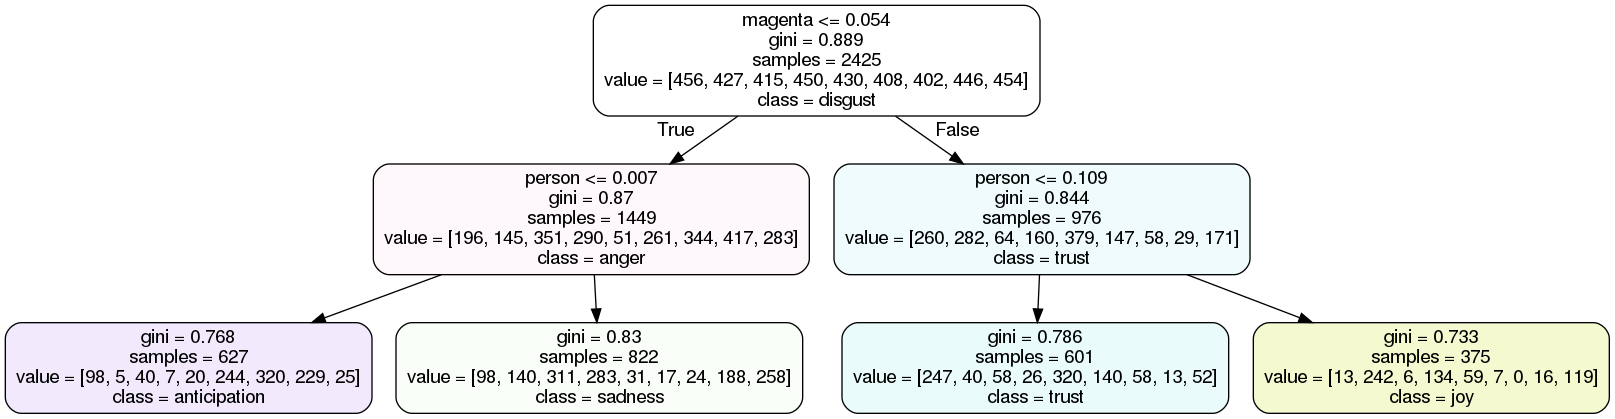 magenta <= 0.054
gini = 0.889
samples = 2425
value = [456, 427, 415, 450, 430, 408, 402, 446, 454]
class = disgust
True
False
person <= 0.007
gini = 0.87
samples = 1449
value = [196, 145, 351, 290, 51, 261, 344, 417, 283]
class = anger
person <= 0.109
gini = 0.844
samples = 976
value = [260, 282, 64, 160, 379, 147, 58, 29, 171]
class = trust
gini = 0.768
samples = 627
value = [98, 5, 40, 7, 20, 244, 320, 229, 25]
class = anticipation
gini = 0.83
samples = 822
value = [98, 140, 311, 283, 31, 17, 24, 188, 258]
class = sadness
gini = 0.786
samples = 601
value = [247, 40, 58, 26, 320, 140, 58, 13, 52]
class = trust
gini = 0.733
samples = 375
value = [13, 242, 6, 134, 59, 7, 0, 16, 119]
class = joy